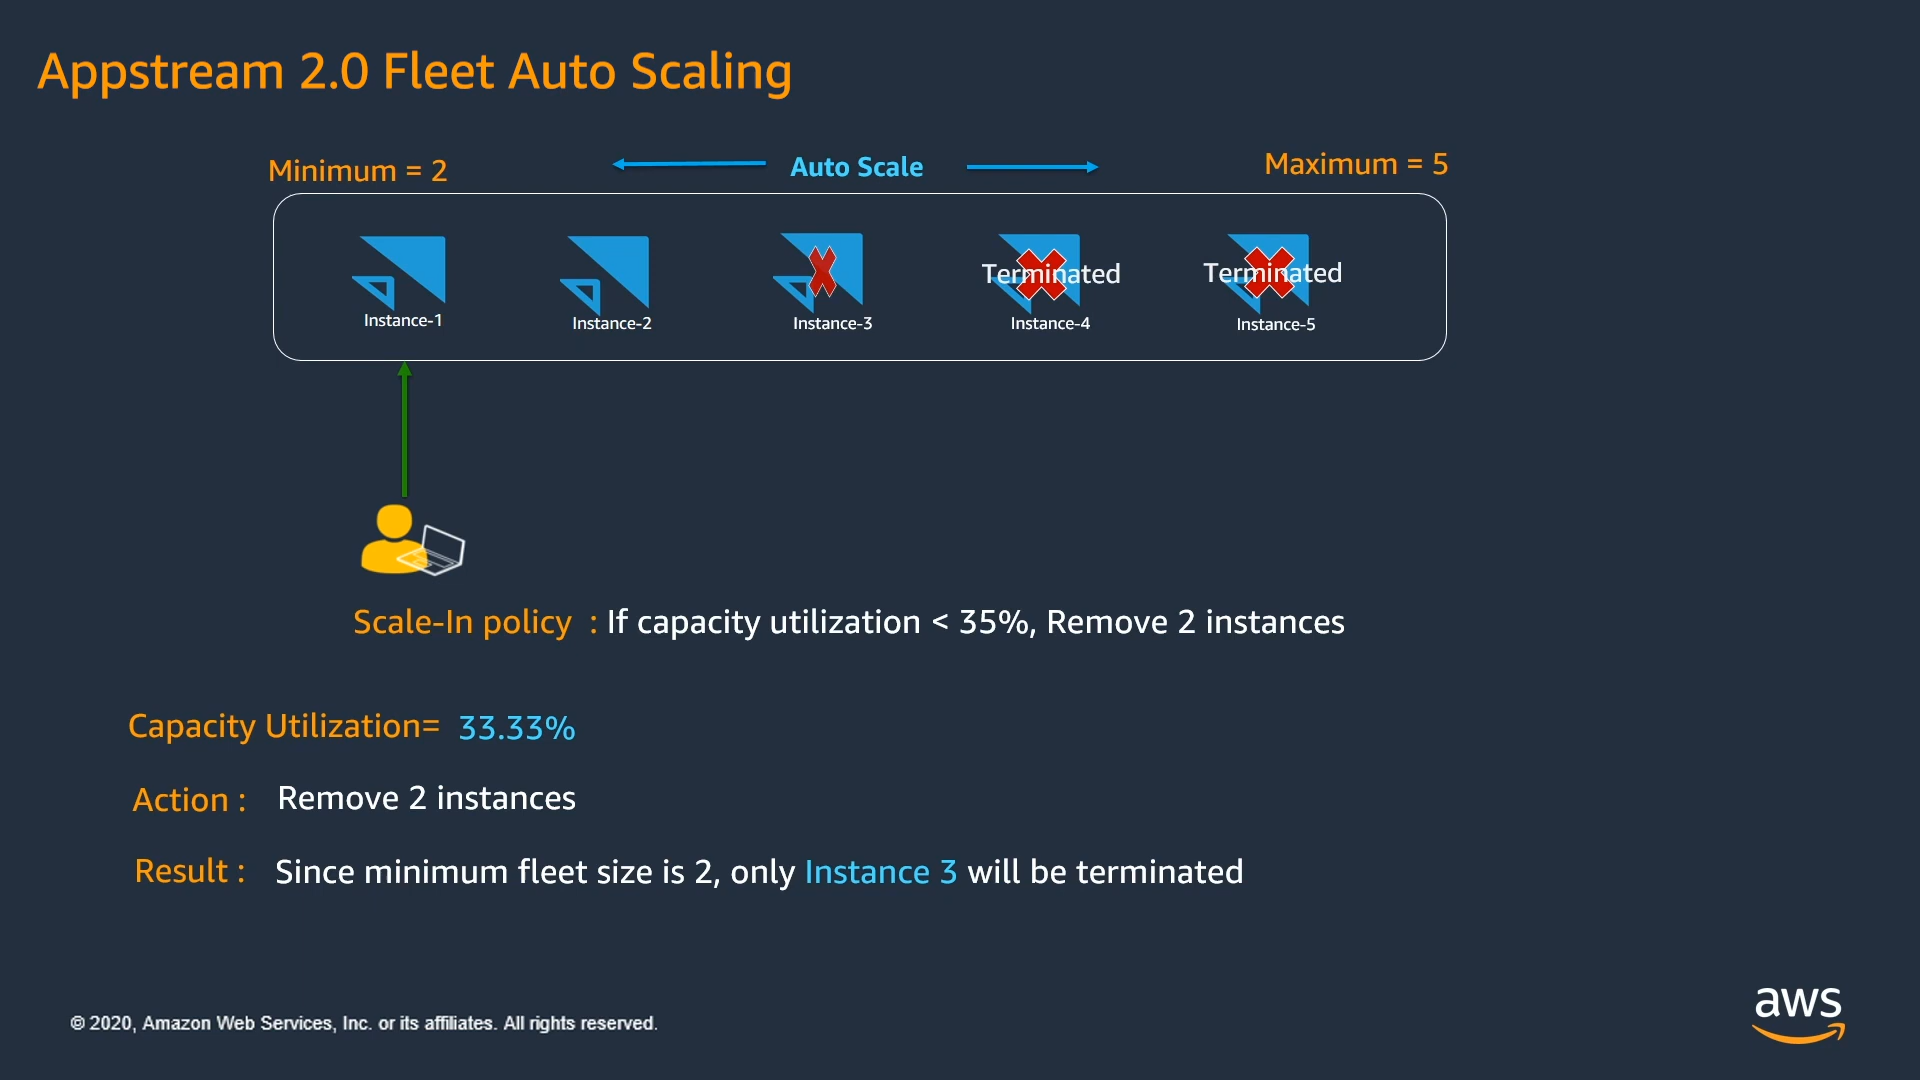 Appstream 2.0 Fleet Auto Scaling
Minimum = 2
Auto Scale
Maximum = 5
Terminated
Terminated
Instance-1
Instance-2
Instance-3
Instance-4
Instance-5
Scale-In policy : If capacity utilization < 35%, Remove 2 instances
Capacity Utilization= 33.33%
Action : Remove 2 instances
Result : Since minimum fleet size is 2, only Instance 3 will be terminated
© 2020, Amazon Web Services, Inc. or its affiliates. All rights reserved.
aws